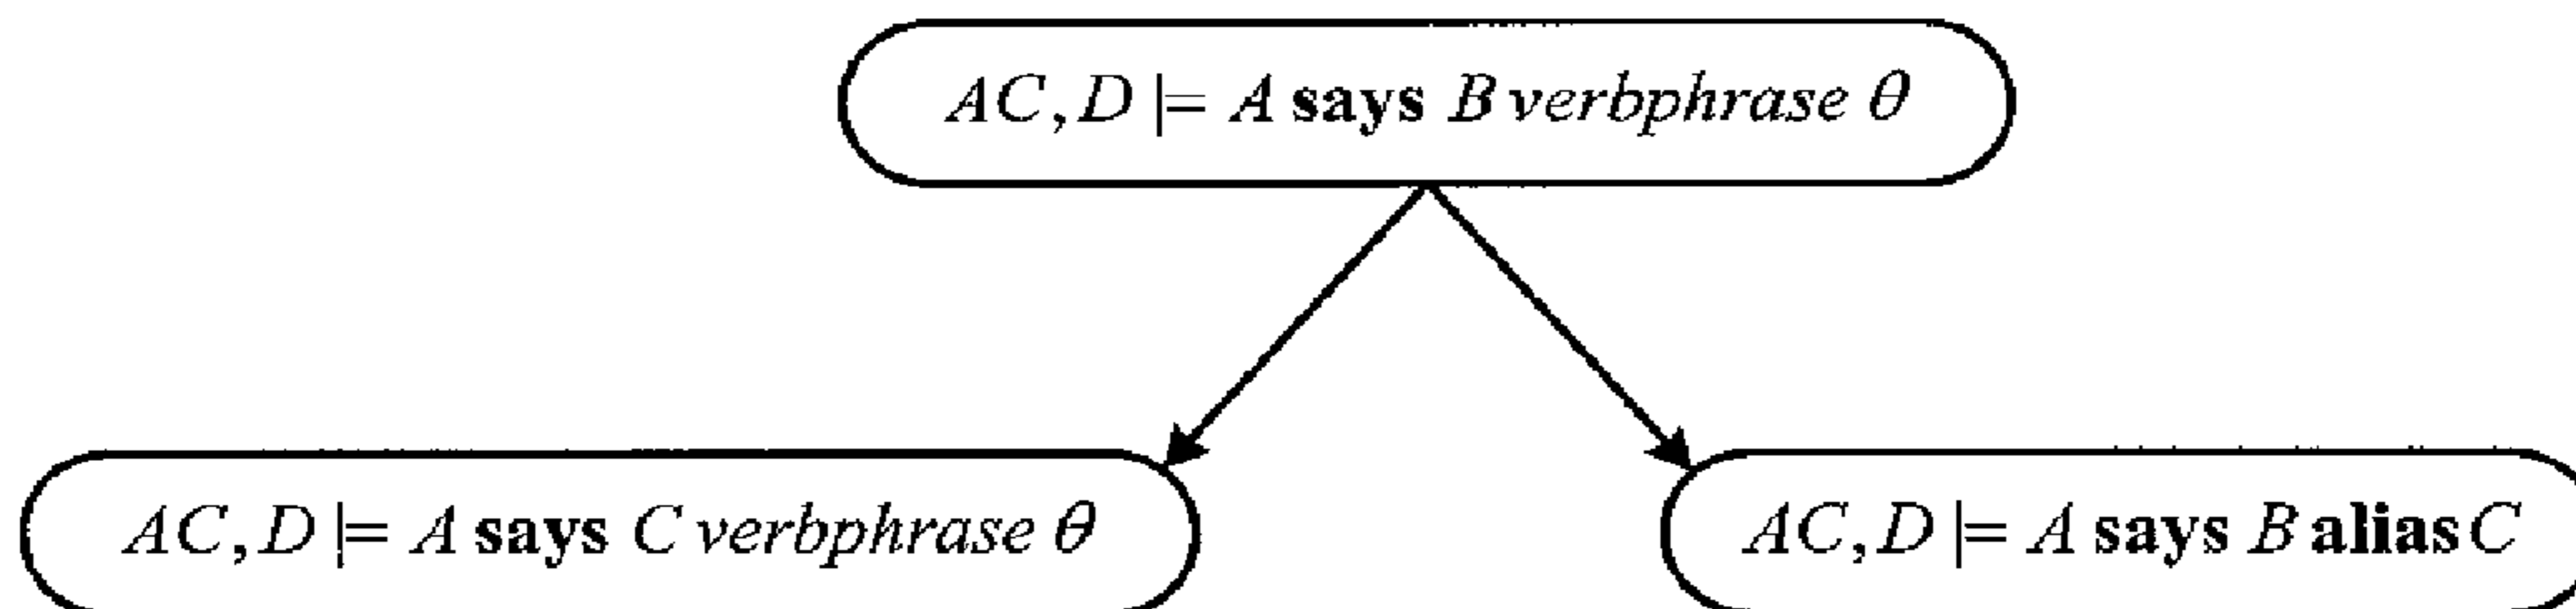 AC, D |= A says B verbphrase θ
AC, D |= A says C verbphrase θ
AC, D |= A says B alias C